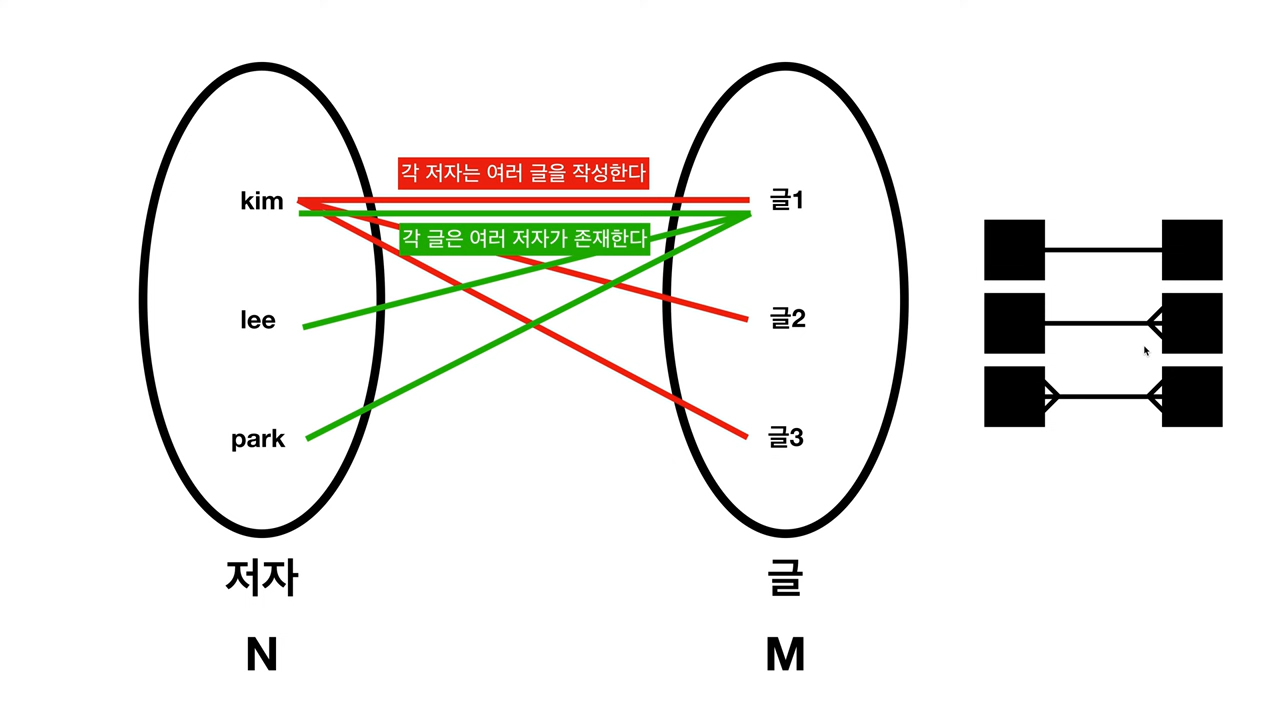 각 저자는 여러 글을 작성한다
kim
글1
각 글은 여러 저자가 존재한다
lee
글2
park
글3
저자
글
N
M